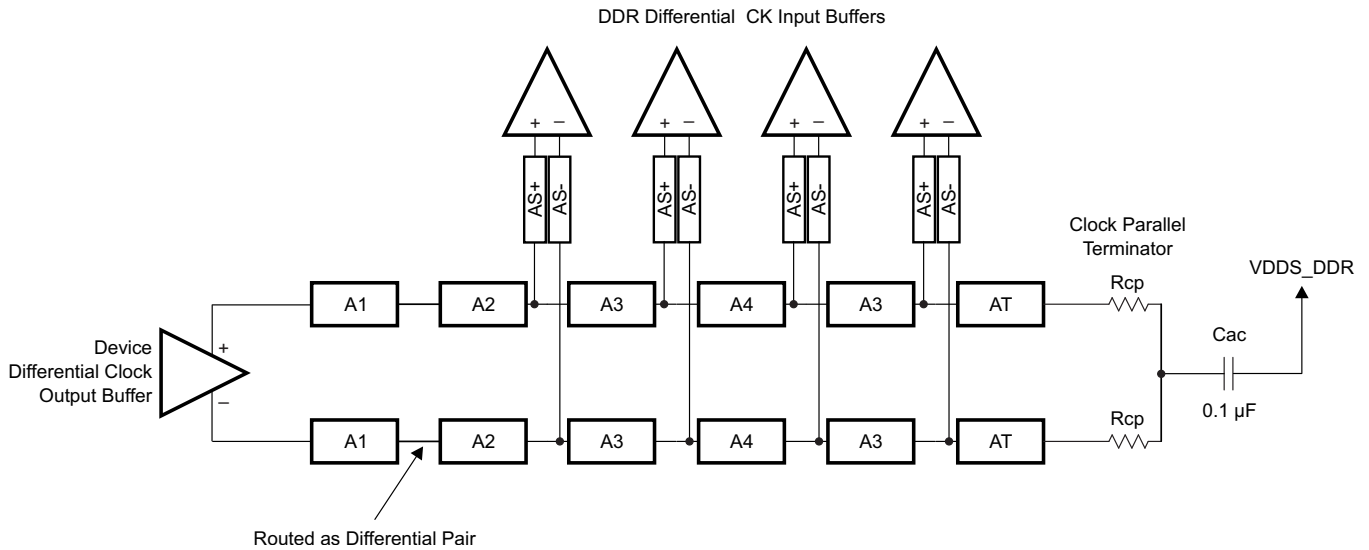 DDR Differential CK Input Buffers
+ – + – + – + –
AS+ AS- AS+ AS- AS+ AS- AS+ AS-
Clock Parallel
Terminator
VDDS_DDR
A1 A2 A3 A4 A3 AT
Rcp
Device
Differential Clock
Output Buffer
+
–
Cac
0.1 µF
A1 A2 A3 A4 A3 AT
Rcp
Routed as Differential Pair